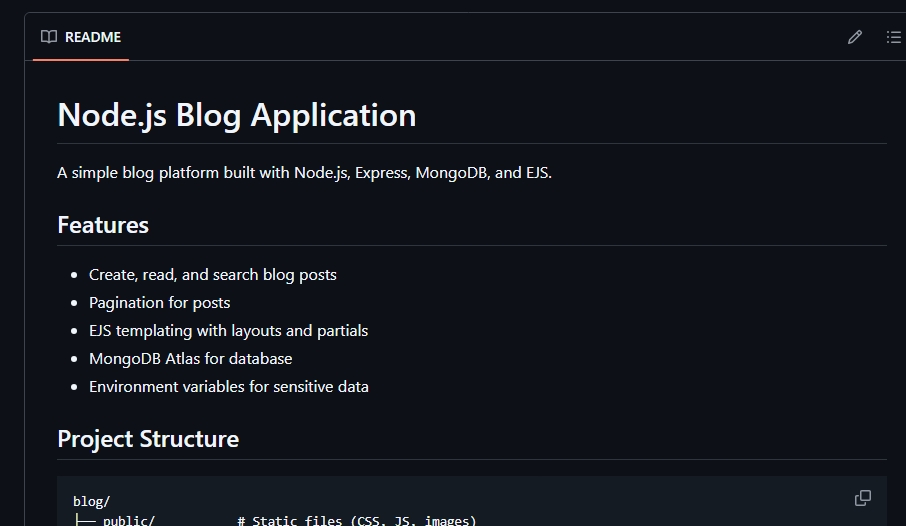 README
Node.js Blog Application
A simple blog platform built with Node.js, Express, MongoDB, and EJS.
Features
• Create, read, and search blog posts
• Pagination for posts
• EJS templating with layouts and partials
• MongoDB Atlas for database
• Environment variables for sensitive data
Project Structure
blog/
├── public/          # Static files (CSS, JS, images)